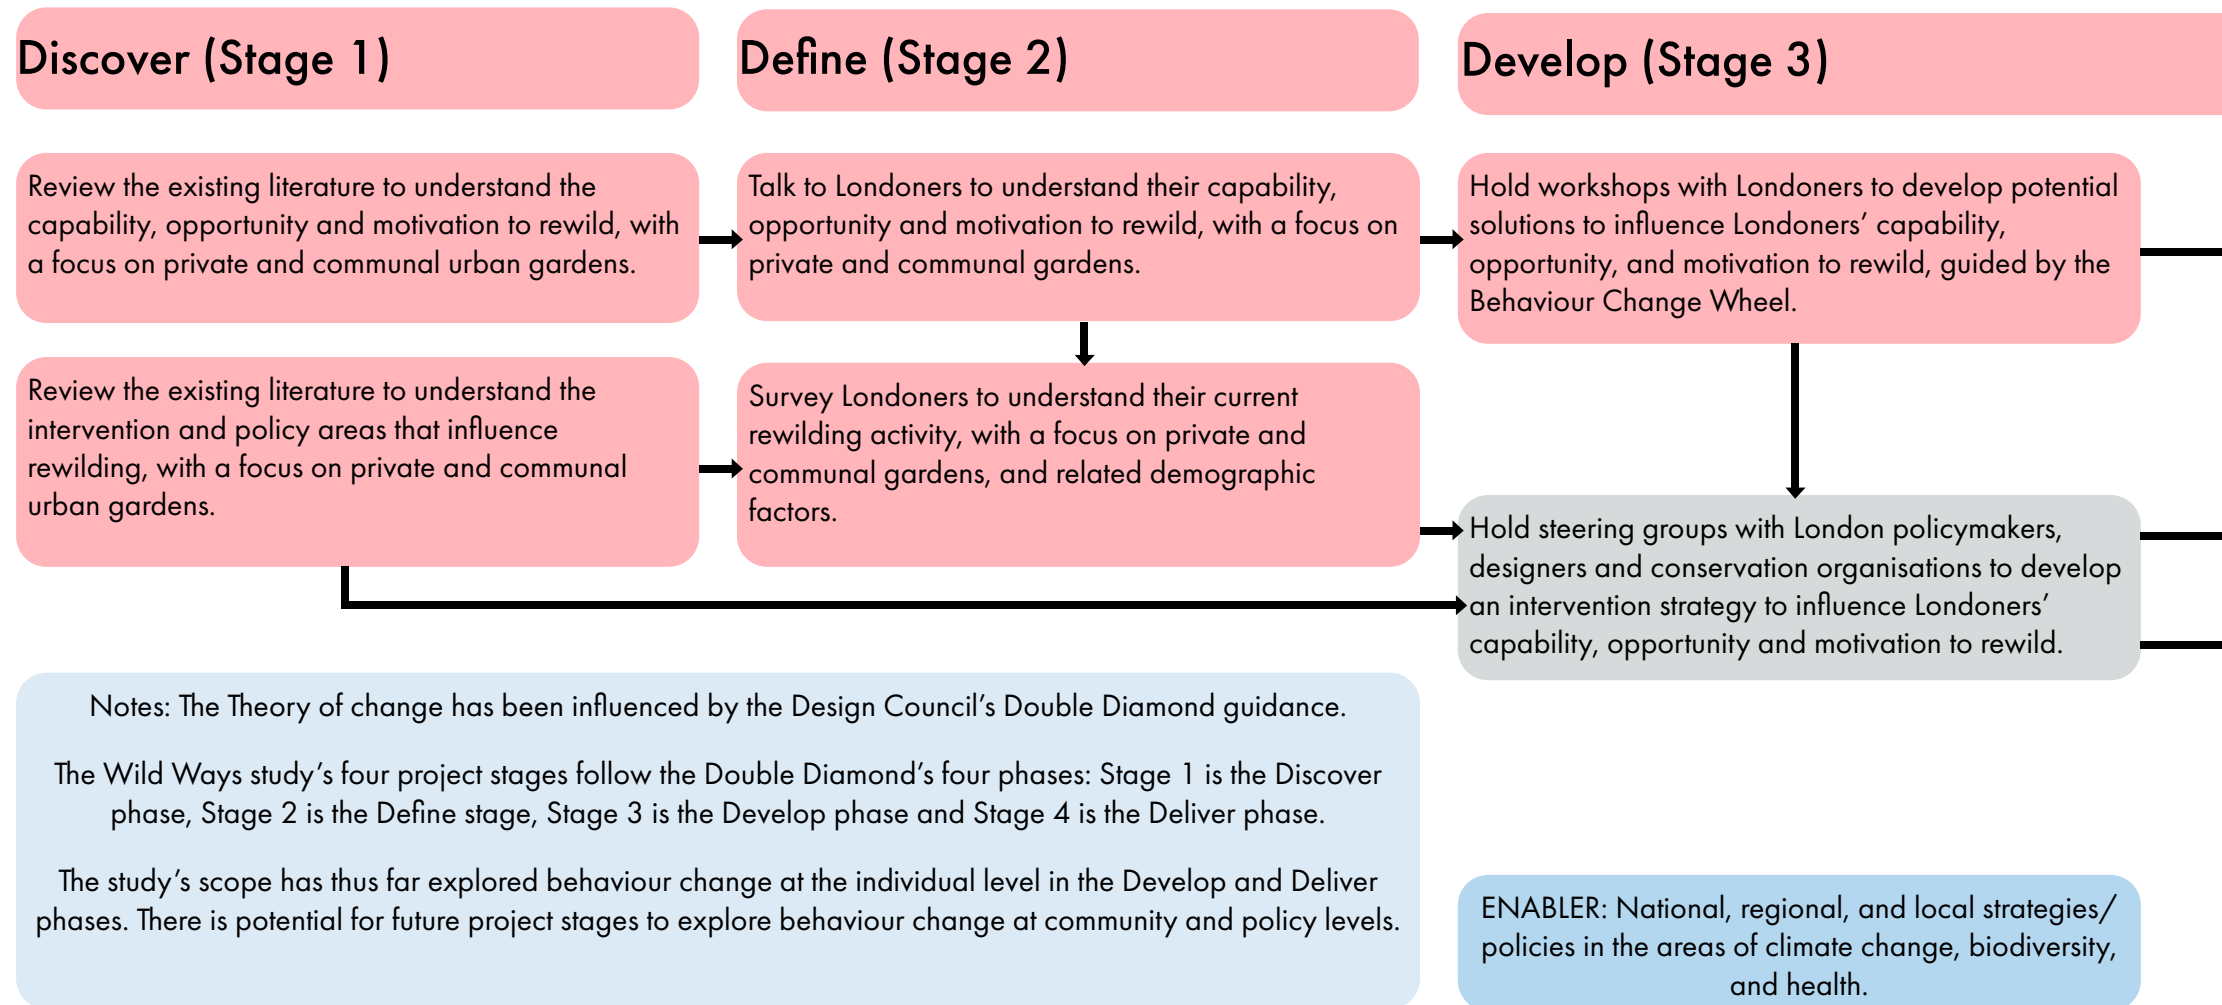 Discover (Stage 1)
Define (Stage 2)
Develop (Stage 3)
Review the existing literature to understand the
capability, opportunity and motivation to rewild, with
a focus on private and communal urban gardens.
Talk to Londoners to understand their capability,
opportunity and motivation to rewild, with a focus on
private and communal gardens.
Hold workshops with Londoners to develop potential
solutions to influence Londoners’ capability,
opportunity, and motivation to rewild, guided by the
Behaviour Change Wheel.
Review the existing literature to understand the
intervention and policy areas that influence
rewilding, with a focus on private and communal
urban gardens.
Survey Londoners to understand their current
rewilding activity, with a focus on private and
communal gardens, and related demographic
factors.
Hold steering groups with London policymakers,
designers and conservation organisations to develop
an intervention strategy to influence Londoners’
capability, opportunity and motivation to rewild.
Notes: The Theory of change has been influenced by the Design Council’s Double Diamond guidance.
The Wild Ways study’s four project stages follow the Double Diamond’s four phases: Stage 1 is the Discover
phase, Stage 2 is the Define stage, Stage 3 is the Develop phase and Stage 4 is the Deliver phase.
The study’s scope has thus far explored behaviour change at the individual level in the Develop and Deliver
phases. There is potential for future project stages to explore behaviour change at community and policy levels.
ENABLER: National, regional, and local strategies/
policies in the areas of climate change, biodiversity,
and health.